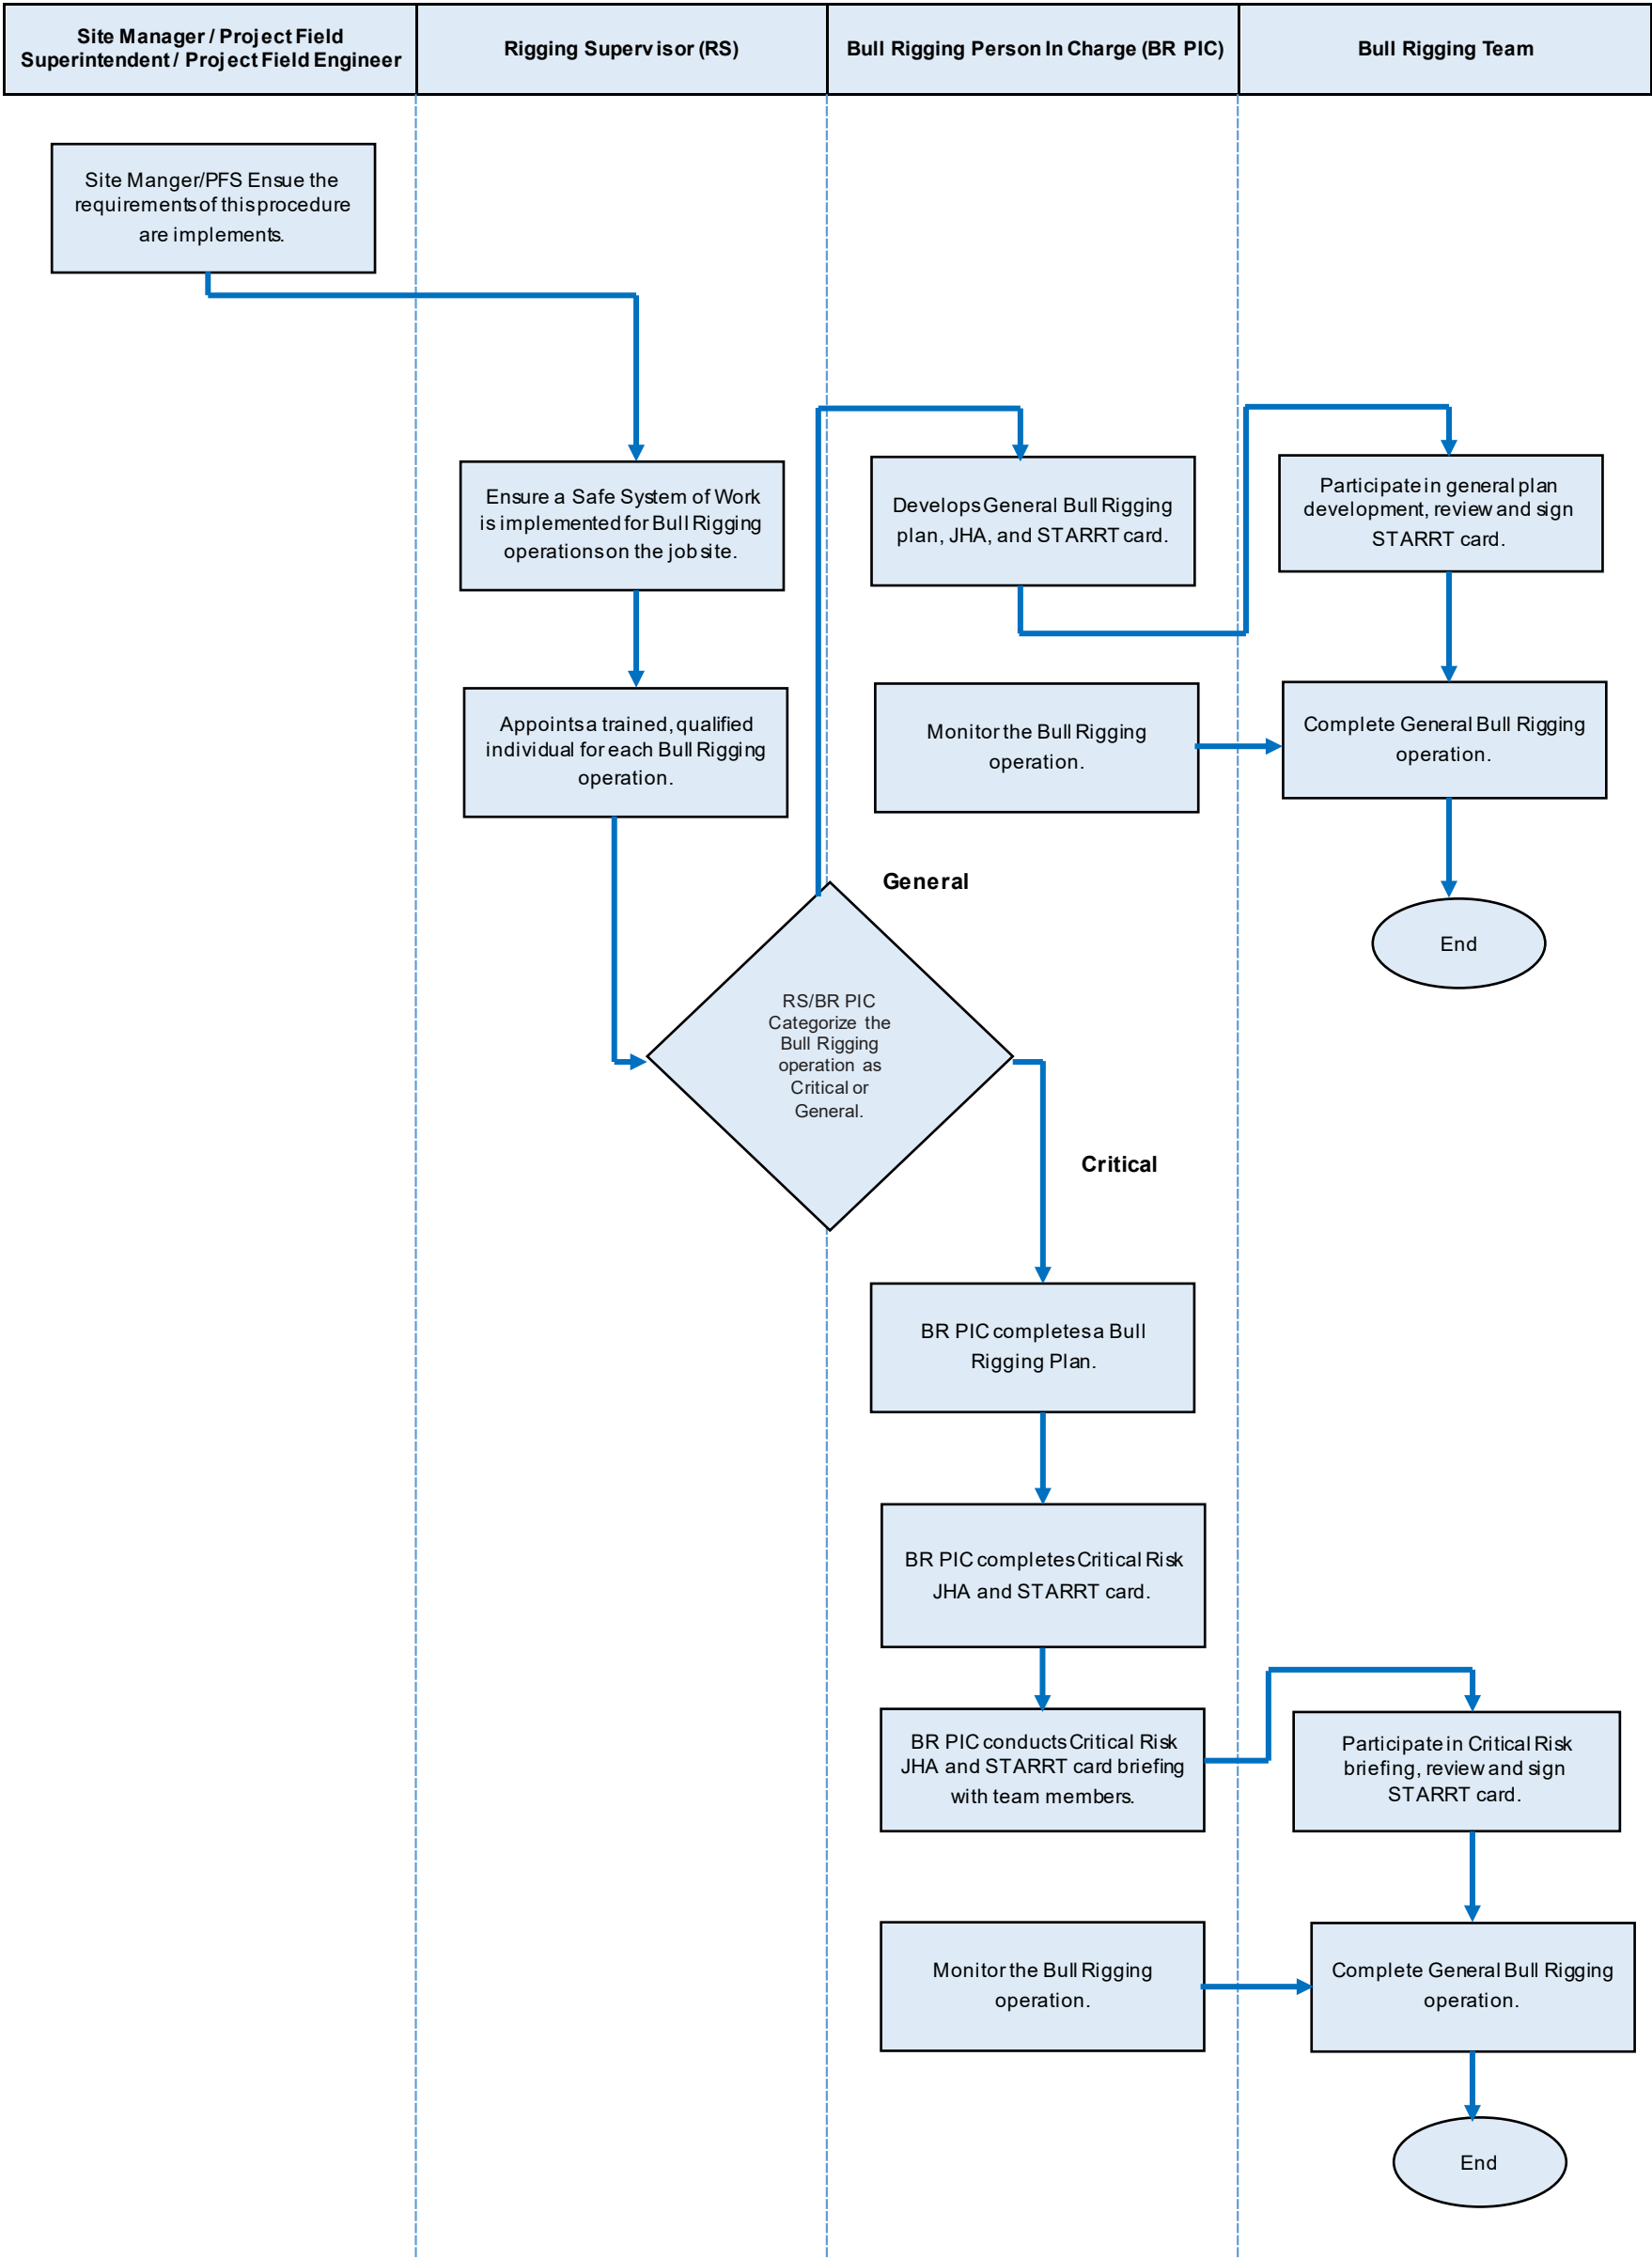 Site Manager / Project Field
Superintendent / Project Field Engineer
Rigging Supervisor (RS)
Bull Rigging Person In Charge (BR PIC)
Bull Rigging Team
Site Manger/PFS Ensue the
requirements of this procedure
are implements.
Ensure a Safe System of Work
is implemented for Bull Rigging
operations on the job site.
Develops General Bull Rigging
plan, JHA, and STARRT card.
Participate in general plan
development, review and sign
STARRT card.
Appoints a trained, qualified
individual for each Bull Rigging
operation.
Monitor the Bull Rigging
operation.
Complete General Bull Rigging
operation.
General
End
RS/BR PIC
Categorize the
Bull Rigging
operation as
Critical or
General.
Critical
BR PIC completes a Bull
Rigging Plan.
BR PIC completes Critical Risk
JHA and STARRT card.
BR PIC conducts Critical Risk
JHA and STARRT card briefing
with team members.
Participate in Critical Risk
briefing, review and sign
STARRT card.
Monitor the Bull Rigging
operation.
Complete General Bull Rigging
operation.
End